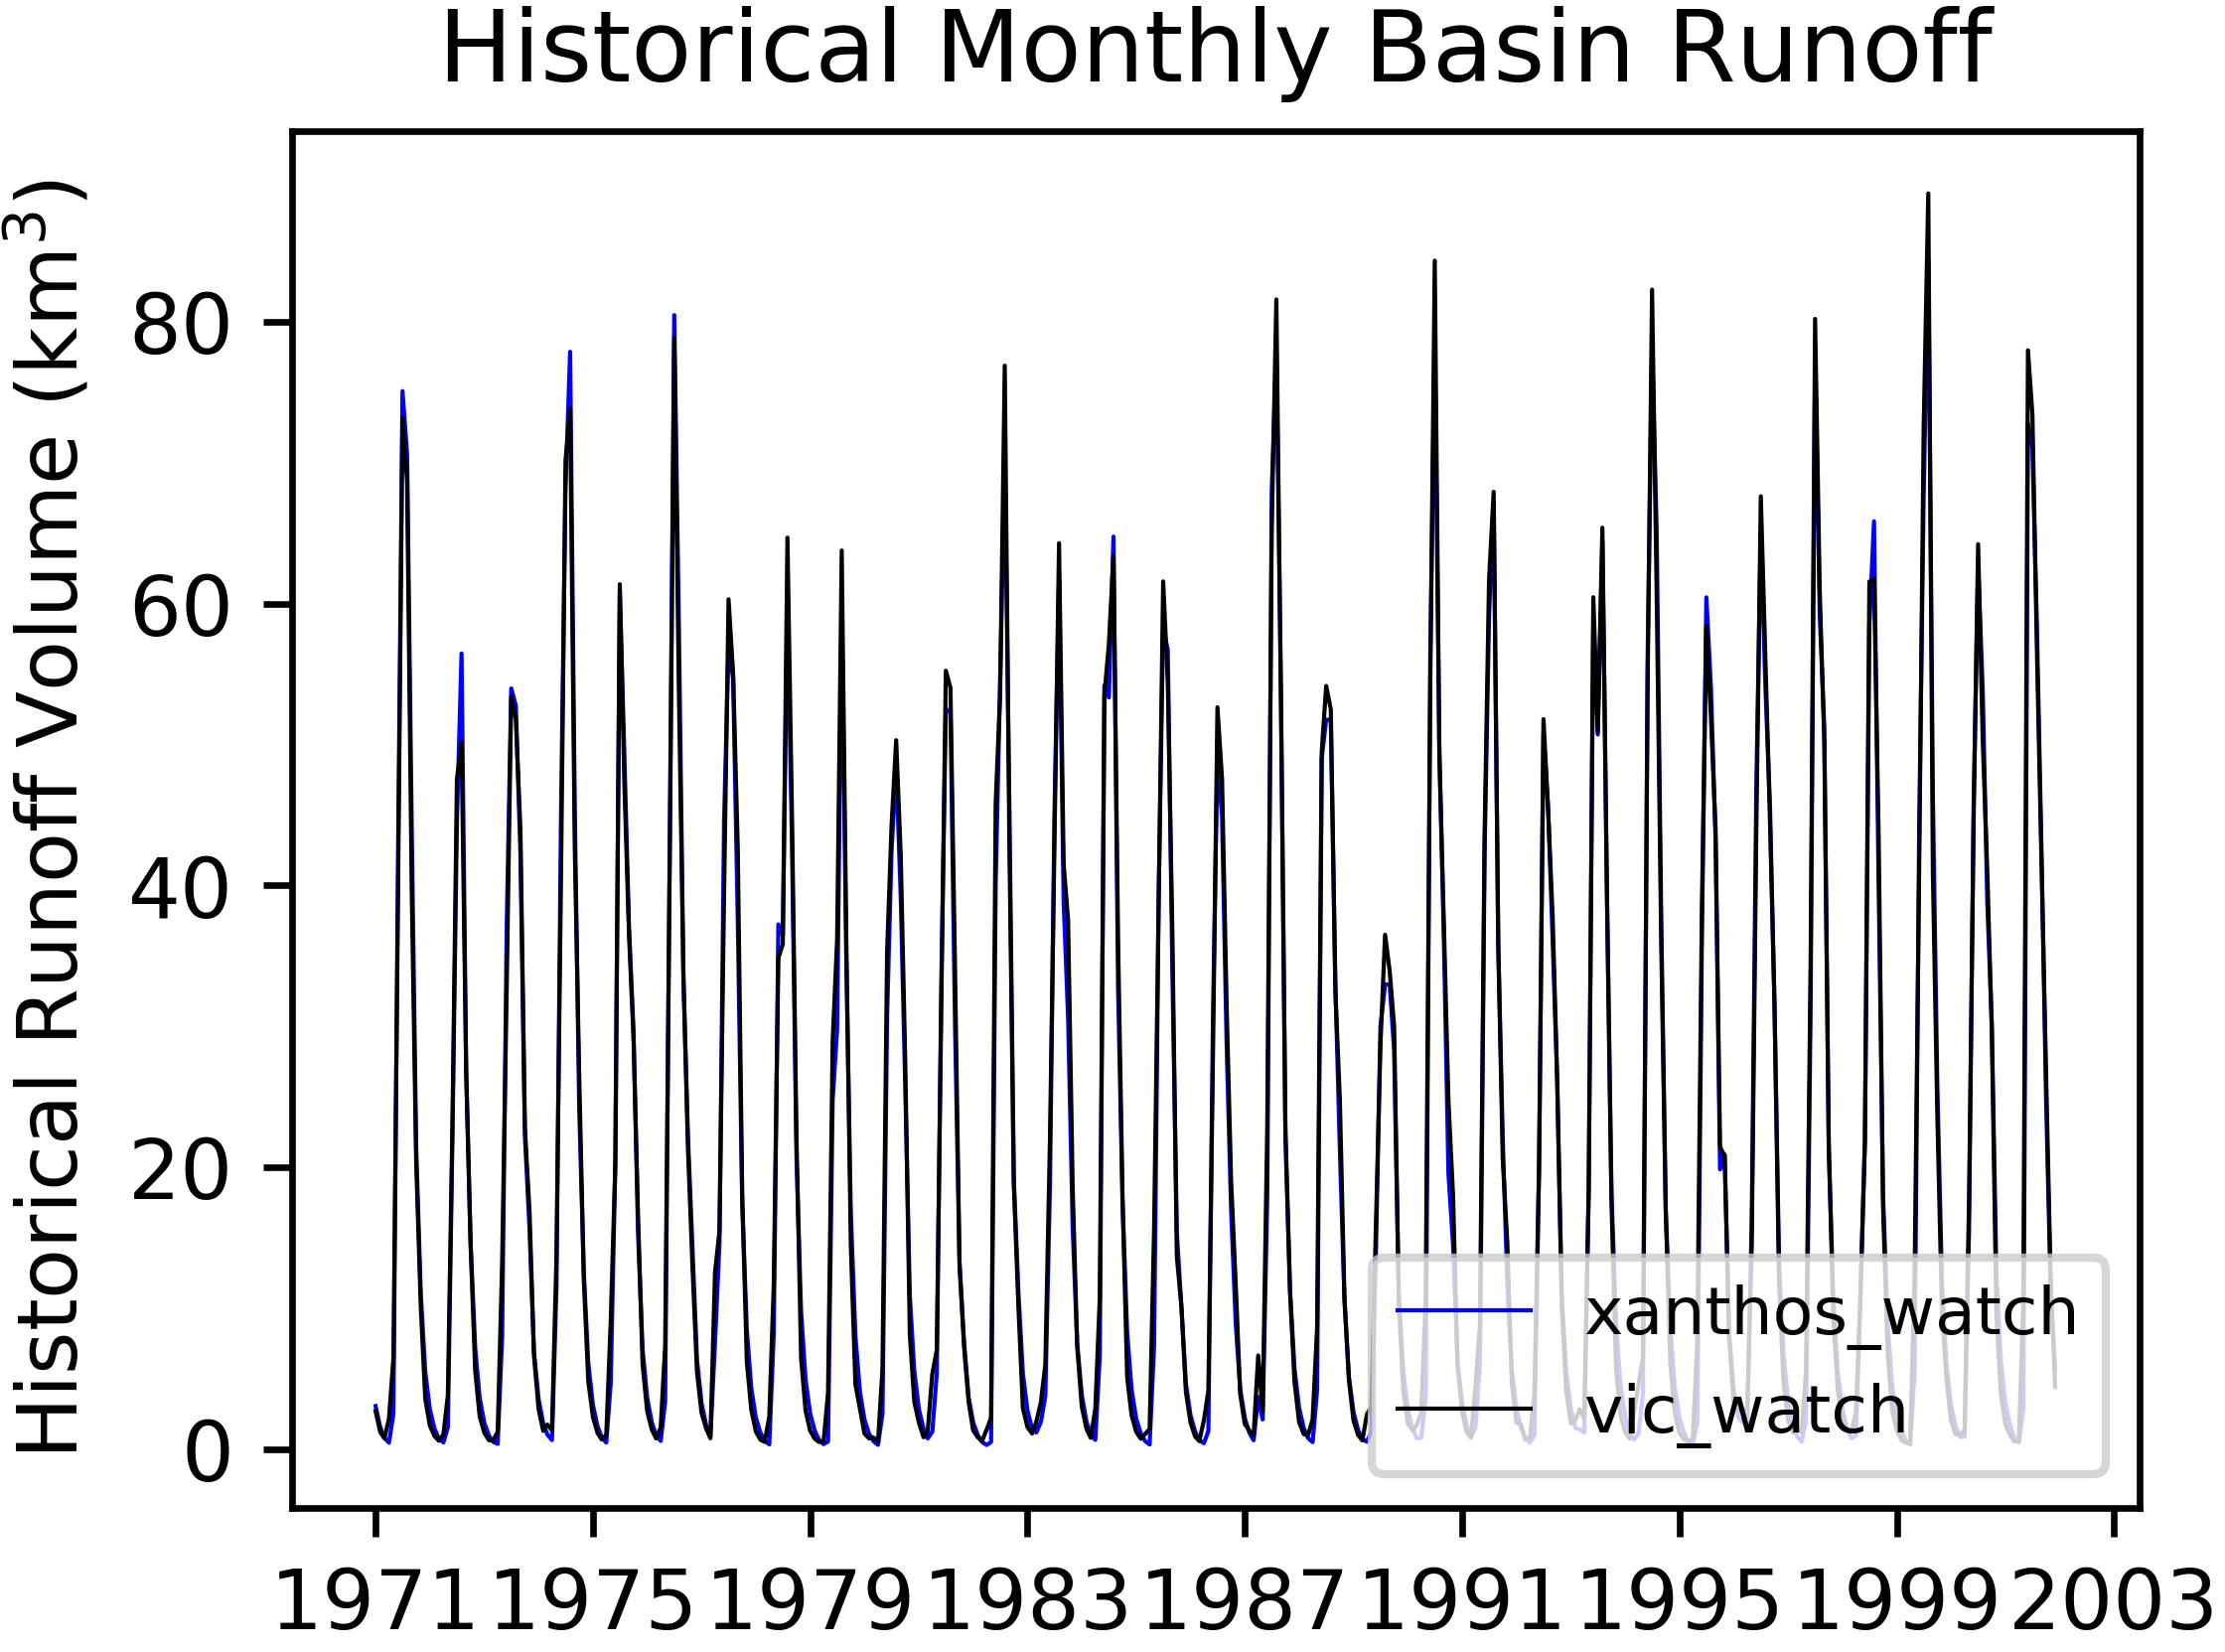 Historical Monthly Basin Runoff
Historical Runoff Volume (km³)
80
60
40
20
0
xanthos_watch
vic_watch
1971 1975 1979 1983 1987 1991 1995 1999 2003